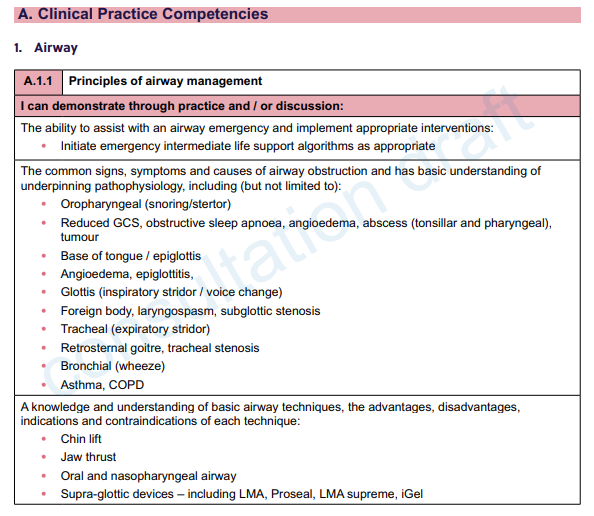 A. Clinical Practice Competencies
1. Airway
A.1.1 Principles of airway management
I can demonstrate through practice and / or discussion:
The ability to assist with an airway emergency and implement appropriate interventions:
• Initiate emergency intermediate life support algorithms as appropriate
The common signs, symptoms and causes of airway obstruction and has basic understanding of
underpinning pathophysiology, including (but not limited to):
• Oropharyngeal (snoring/stertor)
• Reduced GCS, obstructive sleep apnoea, angioedema, abscess (tonsillar and pharyngeal),
tumour
• Base of tongue / epiglottis
• Angioedema, epiglottitis,
• Glottis (inspiratory stridor / voice change)
• Foreign body, laryngospasm, subglottic stenosis
• Tracheal (expiratory stridor)
• Retrosternal goitre, tracheal stenosis
• Bronchial (wheeze)
• Asthma, COPD
A knowledge and understanding of basic airway techniques, the advantages, disadvantages,
indications and contraindications of each technique:
• Chin lift
• Jaw thrust
• Oral and nasopharyngeal airway
• Supra-glottic devices – including LMA, Proseal, LMA supreme, iGel
consultation draft